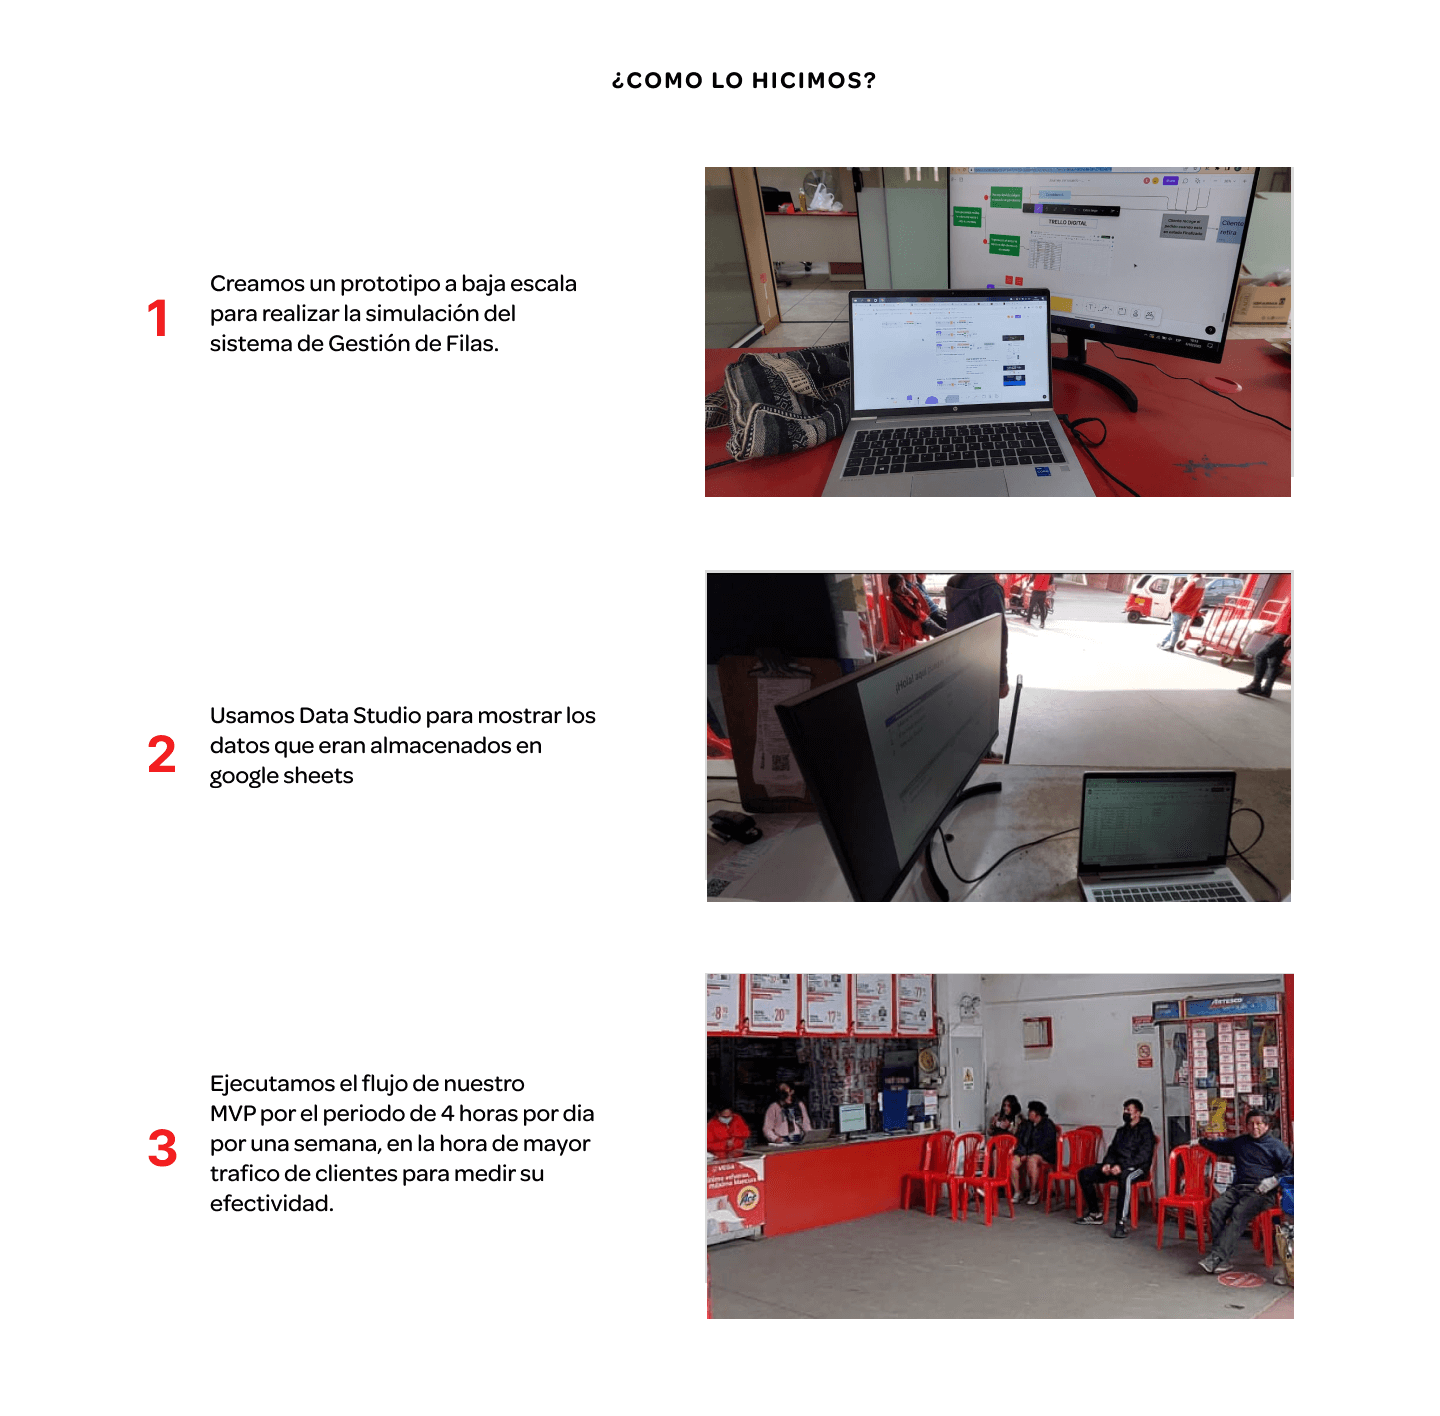 ¿COMO LO HICIMOS?
1
Creamos un prototipo a baja escala
para realizar la simulación del
sistema de Gestión de Filas.
TRELLO DIGITAL
Cliente
retira
2
Usamos Data Studio para mostrar los
datos que eran almacenados en
google sheets
¡Hola! aquí
3
Ejecutamos el flujo de nuestro
MVP por el periodo de 4 horas por dia
por una semana, en la hora de mayor
trafico de clientes para medir su
efectividad.
8
20
17
ARTESCO
VEGA